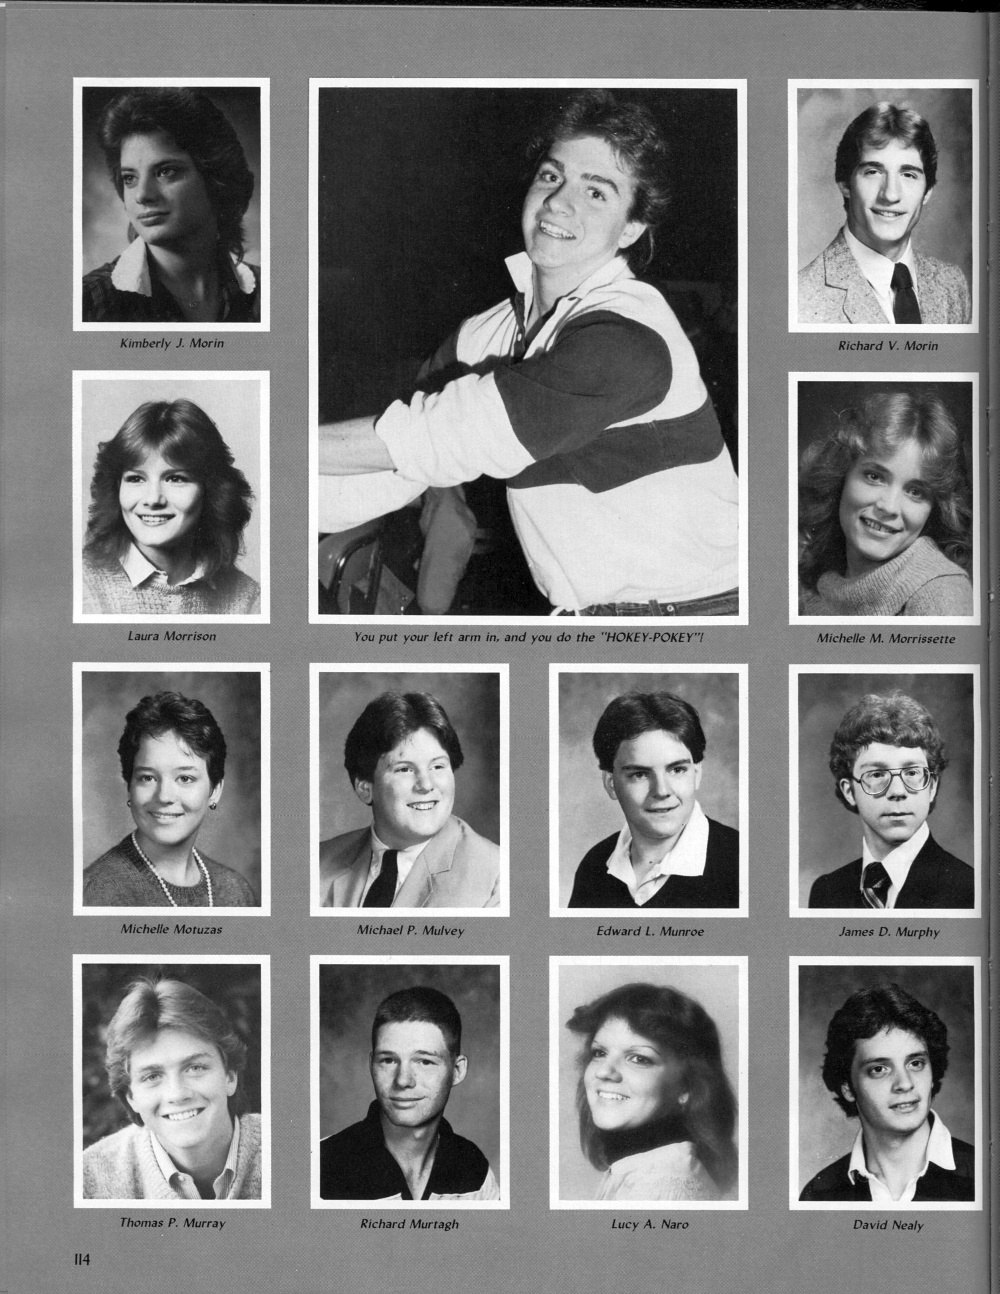 Kimberly J. Morin
Richard V. Morin
Laura Morrison
You put your left arm in, and you do the "HOKEY-POKEY"!
Michelle M. Morrissette
Michelle Motuzas
Michael P. Mulvey
Edward L. Munroe
James D. Murphy
Thomas P. Murray
Richard Murtagh
Lucy A. Naro
David Nealy
114